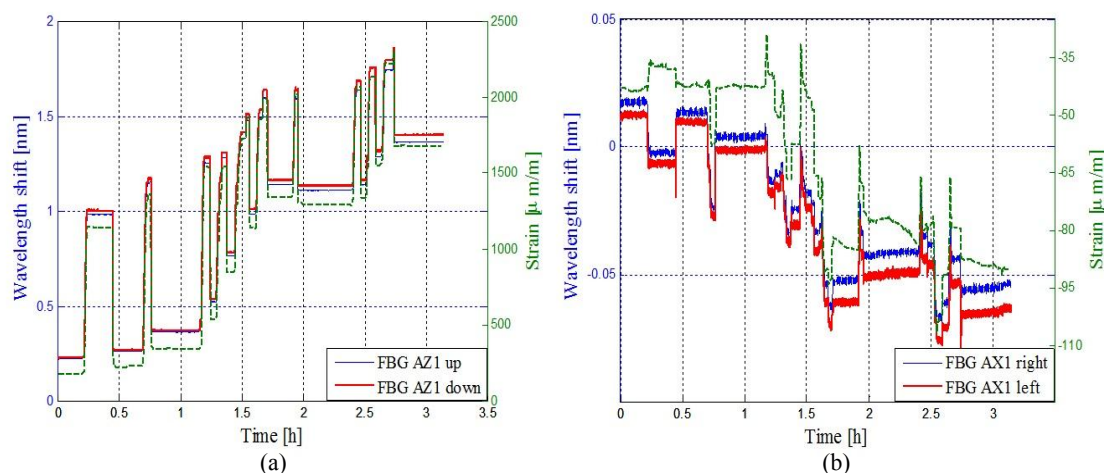 2
1.5
1
0.5
0
Wavelength shift [nm]
2500
2000
1500
1000
500
0
Strain [μ m/m]
FBG AZ1 up
FBG AZ1 down
0 0.5 1 1.5 2 2.5 3 3.5
Time [h]
(a)
0.05
0
-0.05
Wavelength shift [nm]
-35
-50
-65
-80
-95
-110
Strain [μ m/m]
FBG AX1 right
FBG AX1 left
0 0.5 1 1.5 2 2.5 3
Time [h]
(b)